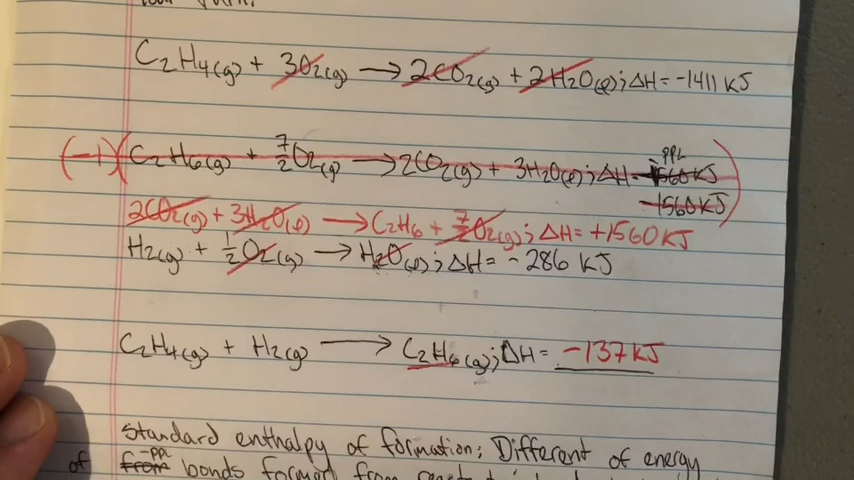 C₂H₄(g) + 3O₂(g) → 2CO₂(g) + 2H₂O(ℓ); ΔH = -1411 KJ
(-1)(C₂H₆(g) + 7/2 O₂(g) → 2CO₂(g) + 3H₂O(ℓ); ΔH = -1560 KJ)
-1560 KJ
2CO₂(g) + 3H₂O(ℓ) → C₂H₆ + 7/2 O₂(g); ΔH = +1560 KJ
H₂(g) + 1/2 O₂(g) → H₂O(ℓ); ΔH = -286 KJ
C₂H₄(g) + H₂(g) → C₂H₆(g); ΔH = -137 KJ
Standard enthalpy of formation: Different of energy
of from bonds